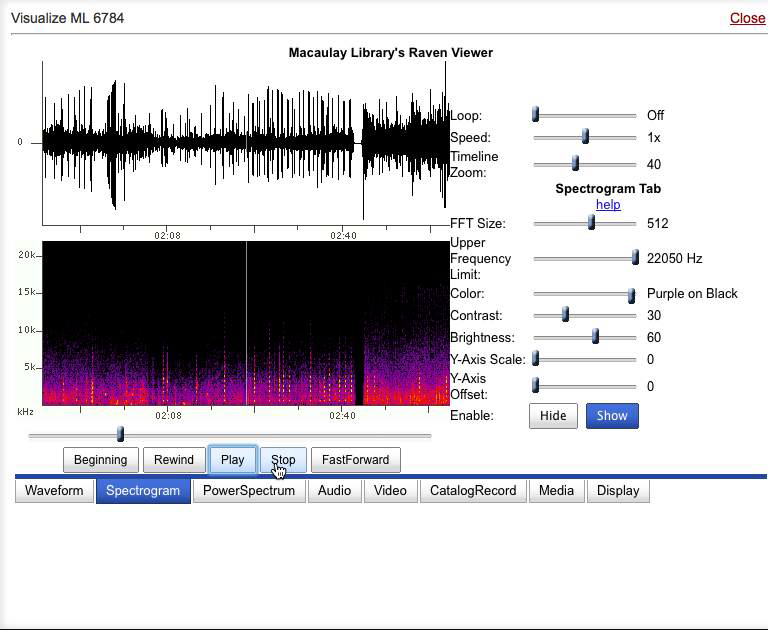 Visualize ML 6784
Close
Macaulay Library's Raven Viewer
0
02:08
02:40
20k
15k
10k
5k
kHz
02:08
02:40
Loop:
Off
Speed:
1x
Timeline
Zoom:
40
Spectrogram Tab
help
FFT Size:
512
Upper
Frequency
Limit:
22050 Hz
Color:
Purple on Black
Contrast:
30
Brightness:
60
Y-Axis Scale:
0
Y-Axis
Offset:
0
Enable:
Hide
Show
Beginning
Rewind
Play
Stop
FastForward
Waveform
Spectrogram
PowerSpectrum
Audio
Video
CatalogRecord
Media
Display